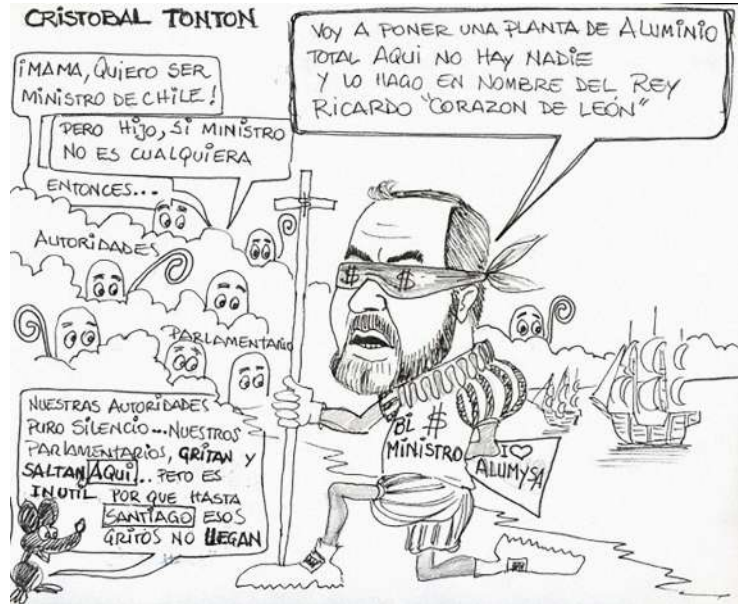 CRISTOBAL TONTON
¡MAMA, QUIERO SER
MINISTRO DE CHILE!
PERO HIJO, SI MINISTRO
NO ES CUALQUIERA
ENTONCES...
VOY A PONER UNA PLANTA DE ALUMINIO
TOTAL AQUI NO HAY NADIE
Y LO HAGO EN NOMBRE DEL REY
RICARDO "CORAZON DE LEÓN"
AUTORIDADES
PARLAMENTARIO
$ $
BI $
MINISTRO
I ♡
ALUMYSA
NUESTRAS AUTORIDADES
PURO SILENCIO... NUESTROS
PARLAMENTARIOS, GRITAN Y
SALTAN AQUI... PERO ES
INUTIL POR QUE HASTA
SANTIAGO ESOS
GRITOS NO LLEGAN